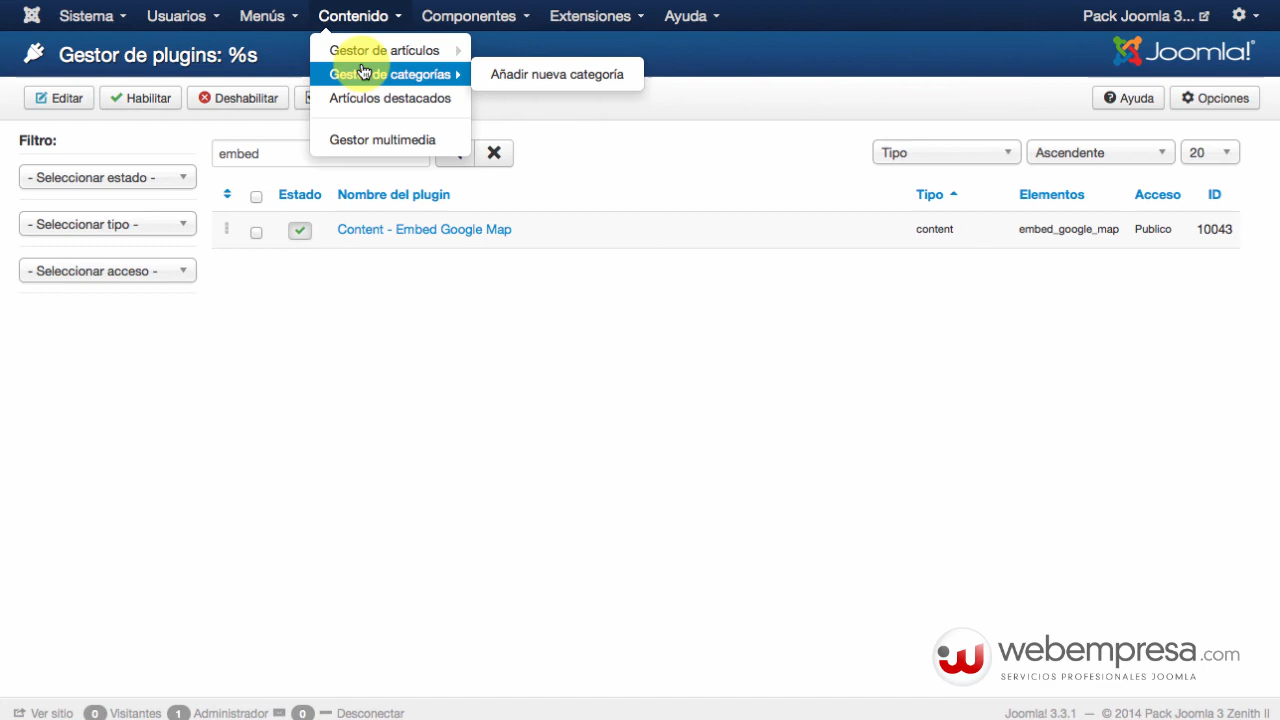 Sistema Usuarios Menús Contenido Componentes Extensiones Ayuda Pack Joomla 3...
Gestor de plugins: %s Joomla!®
Gestor de artículos
Gestor de categorías Añadir nueva categoría
Artículos destacados
Gestor multimedia
Editar Habilitar Deshabilitar Ayuda Opciones
Filtro:
- Seleccionar estado -
- Seleccionar tipo -
- Seleccionar acceso -
embed Tipo Ascendente 20
Estado Nombre del plugin Tipo Elementos Acceso ID
Content - Embed Google Map content embed_google_map Publico 10043
webempresa.com
SERVICIOS PROFESIONALES JOOMLA
Ver sitio 0 Visitantes 1 Administrador 0 Desconectar Joomla! 3.3.1 — © 2014 Pack Joomla 3 Zenith II